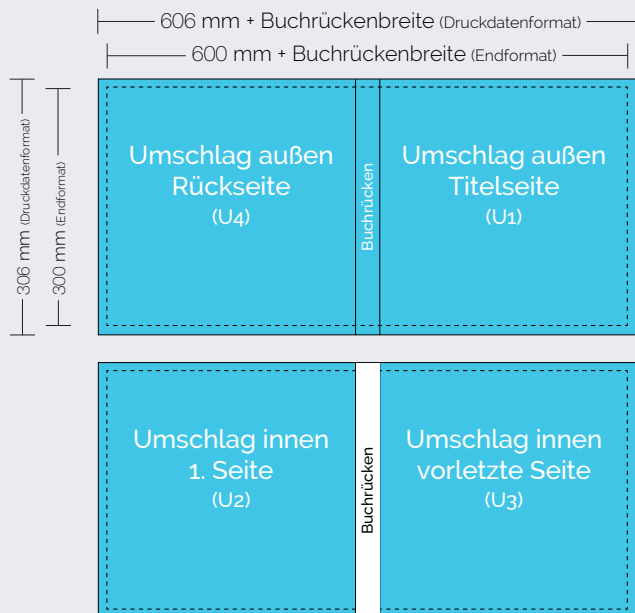 606 mm + Buchrückenbreite (Druckdatenformat)
600 mm + Buchrückenbreite (Endformat)
306 mm (Druckdatenformat)
300 mm (Endformat)
Umschlag außen
Rückseite
(U4)
Buchrücken
Umschlag außen
Titelseite
(U1)
Umschlag innen
1. Seite
(U2)
Buchrücken
Umschlag innen
vorletzte Seite
(U3)